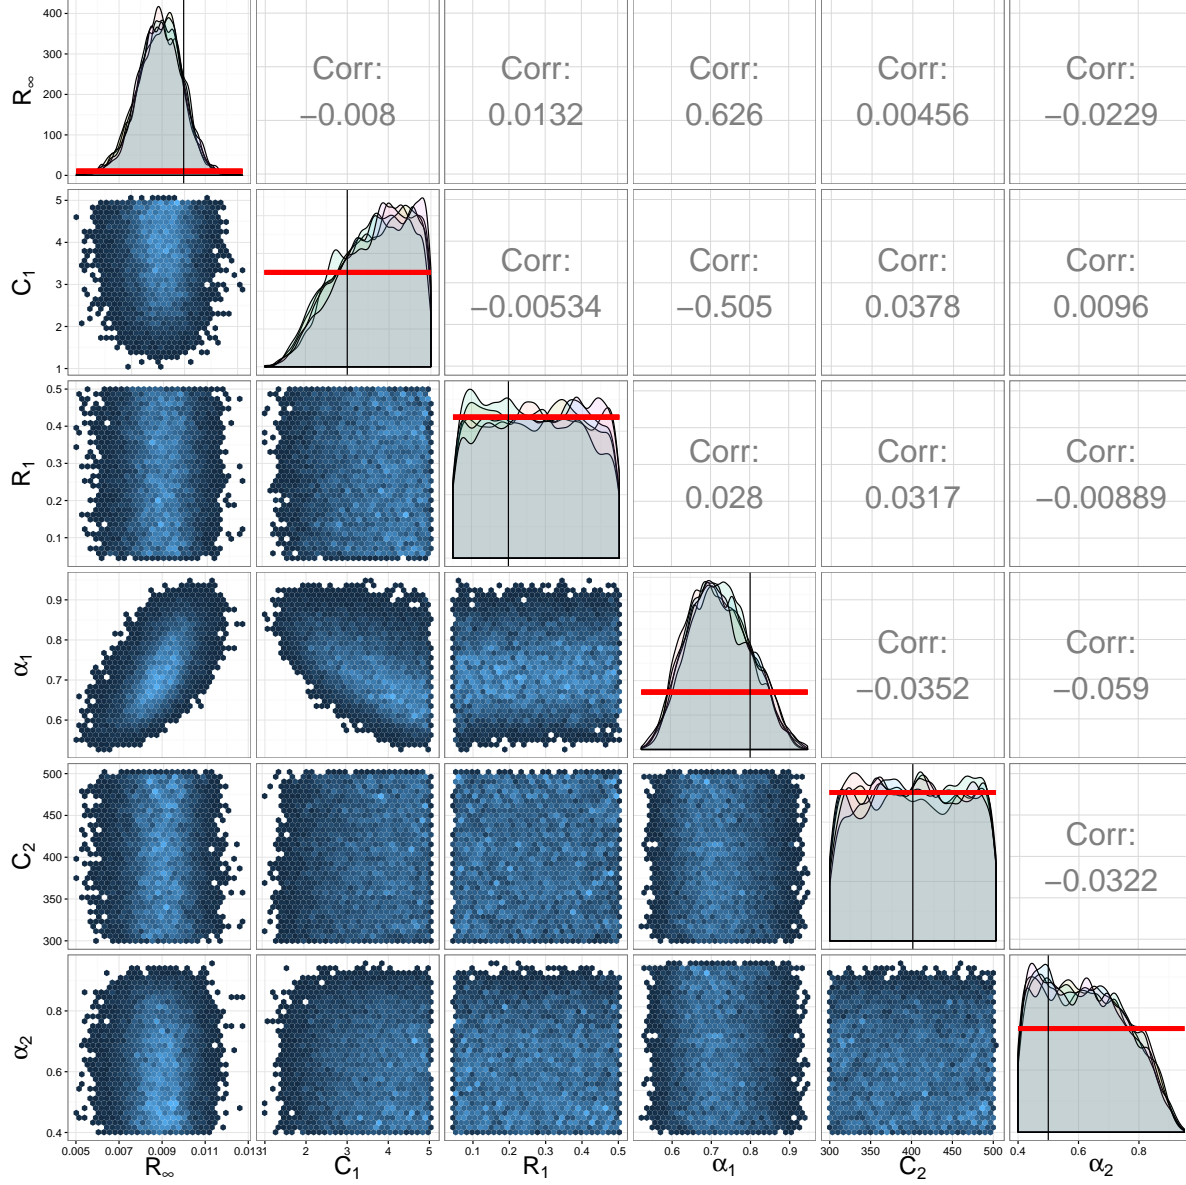 400
300
200
100
0
R∞
Corr:
−0.008
Corr:
0.0132
Corr:
0.626
Corr:
0.00456
Corr:
−0.0229
5
4
3
2
1
C1
Corr:
−0.00534
Corr:
−0.505
Corr:
0.0378
Corr:
0.0096
0.5
0.4
0.3
0.2
0.1
R1
Corr:
0.028
Corr:
0.0317
Corr:
−0.00889
0.9
0.8
0.7
0.6
α1
Corr:
−0.0352
Corr:
−0.059
500
450
400
350
300
C2
Corr:
−0.0322
0.8
0.6
0.4
α2
0.005 0.007 0.009 0.011 0.013
1 2 3 4 5
0.1 0.2 0.3 0.4 0.5
0.6 0.7 0.8 0.9
300 350 400 450 500
0.4 0.6 0.8
R∞ C1 R1 α1 C2 α2